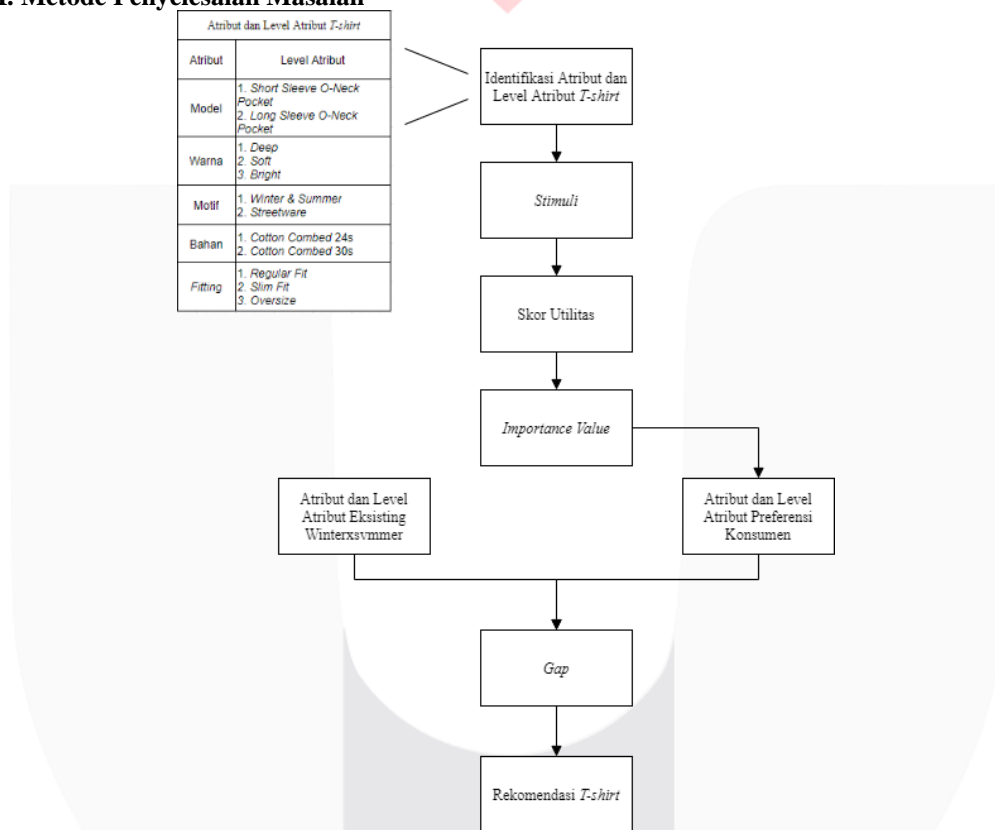 Metode Penyelesaian Masalah
Atribut dan Level Atribut T-shirt
Atribut Level Atribut
Model
1. Short Sleeve O-Neck
Pocket
2. Long Sleeve O-Neck
Pocket
Warna
1. Deep
2. Soft
3. Bright
Motif
1. Winter & Summer
2. Streetware
Bahan
1. Cotton Combed 24s
2. Cotton Combed 30s
Fitting
1. Regular Fit
2. Slim Fit
3. Oversize
Identifikasi Atribut dan
Level Atribut T-shirt
Stimuli
Skor Utilitas
Importance Value
Atribut dan Level
Atribut Eksisting
Winterxsvmmer
Atribut dan Level
Atribut Preferensi
Konsumen
Gap
Rekomendasi T-shirt